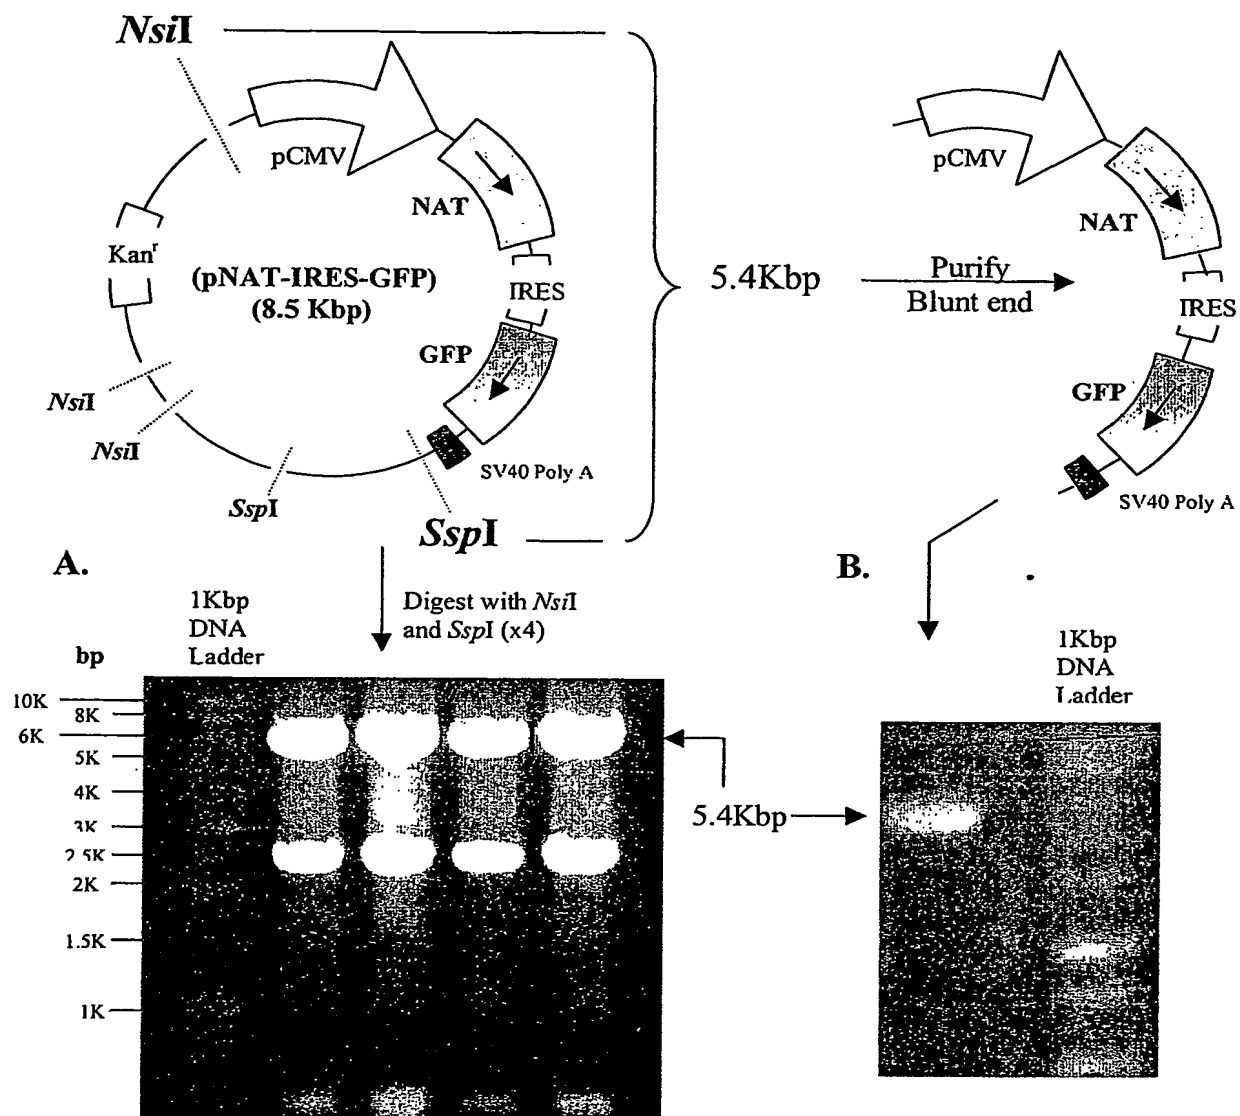 NsiI
pCMV
NAT
Kanʳ
(pNAT-IRES-GFP)
(8.5 Kbp)
IRES
GFP
NsiI
NsiI
SspI
SV40 Poly A
SspI
5.4Kbp
Purify
Blunt end
pCMV
NAT
IRES
GFP
SV40 Poly A
A.
Digest with NsiI
and SspI (x4)
1Kbp
DNA
Ladder
bp
10K
8K
6K
5K
4K
3K
2.5K
2K
1.5K
1K
5.4Kbp
B.
1Kbp
DNA
Ladder